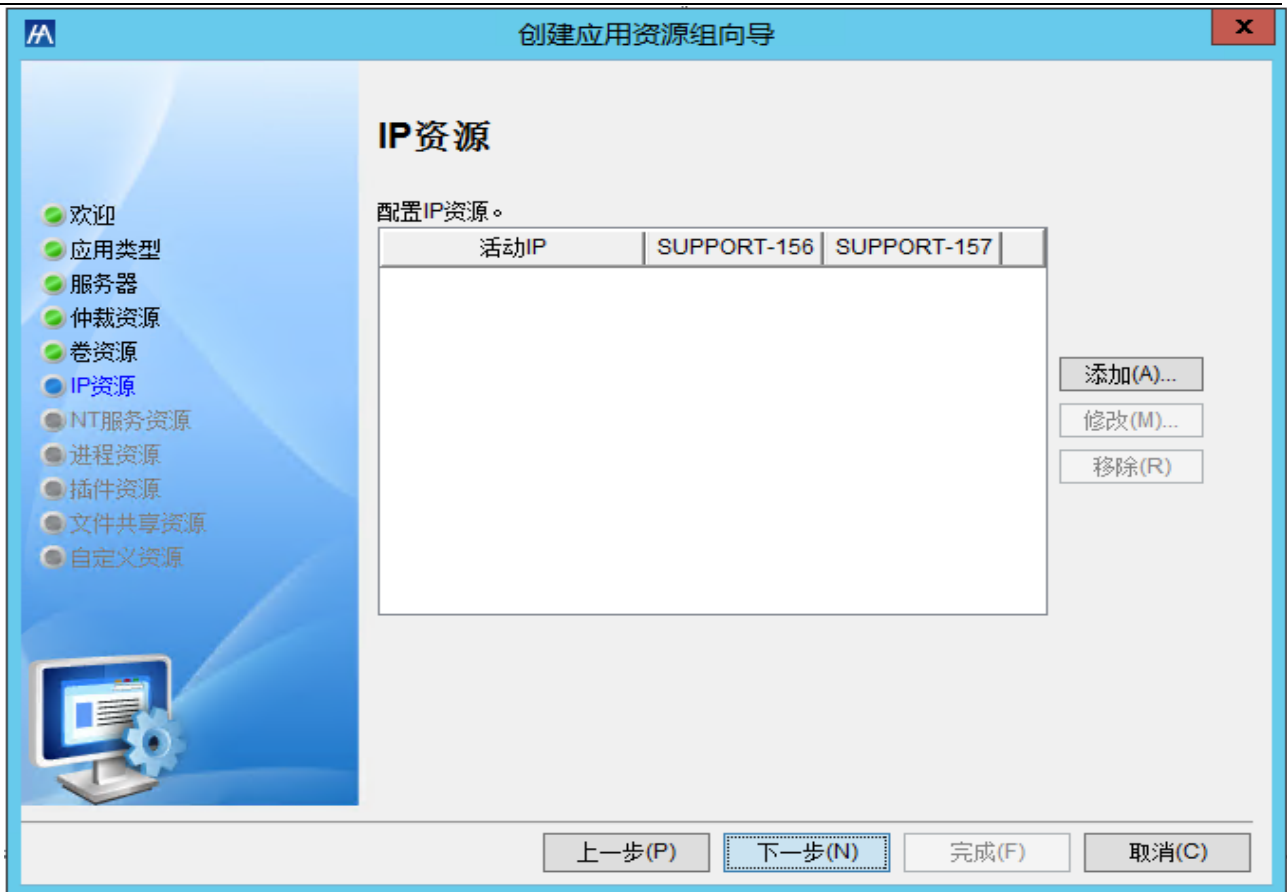 创建应用资源组向导
IP资源
欢迎
应用类型
服务器
仲裁资源
卷资源
IP资源
NT服务资源
进程资源
插件资源
文件共享资源
自定义资源
配置IP资源。
活动IP SUPPORT-156 SUPPORT-157
添加(A)...
修改(M)...
移除(R)
上一步(P) 下一步(N) 完成(F) 取消(C)